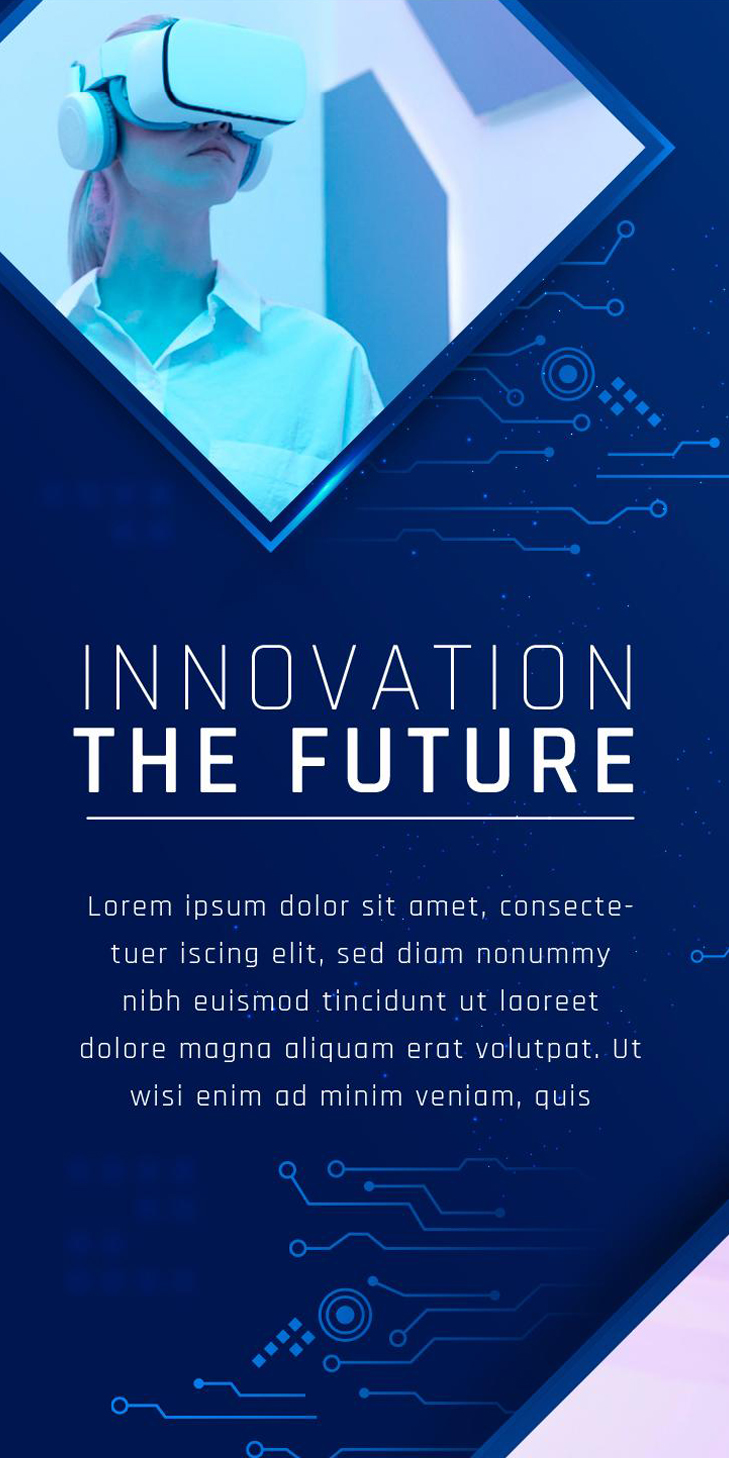 INNOVATION
THE FUTURE
Lorem ipsum dolor sit amet, consecte-
tuer iscing elit, sed diam nonummy
nibh euismod tincidunt ut laoreet
dolore magna aliquam erat volutpat. Ut
wisi enim ad minim veniam, quis